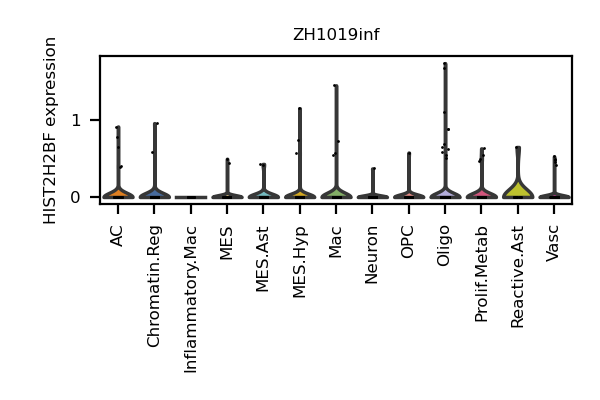 ZH1019inf
HIST2H2BF expression
1
0
AC
Chromatin.Reg
Inflammatory.Mac
MES
MES.Ast
MES.Hyp
Mac
Neuron
OPC
Oligo
Prolif.Metab
Reactive.Ast
Vasc